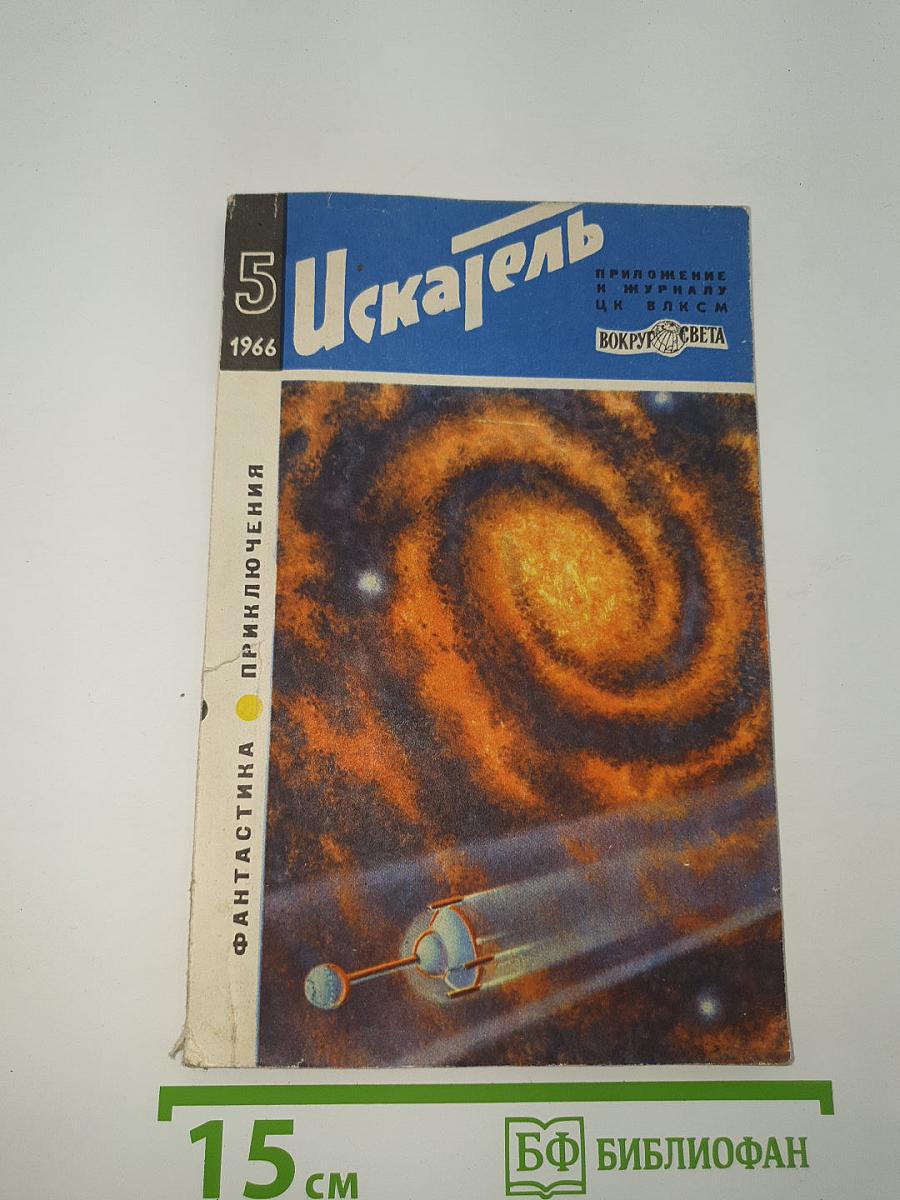 5
1966
Искатель
ПРИЛОЖЕНИЕ
К ЖУРНАЛУ
ЦК ВЛКСМ
ВОКРУГ СВЕТА
ФАНТАСТИКА ПРИКЛЮЧЕНИЯ
15 см
БФ БИБЛИОФАН